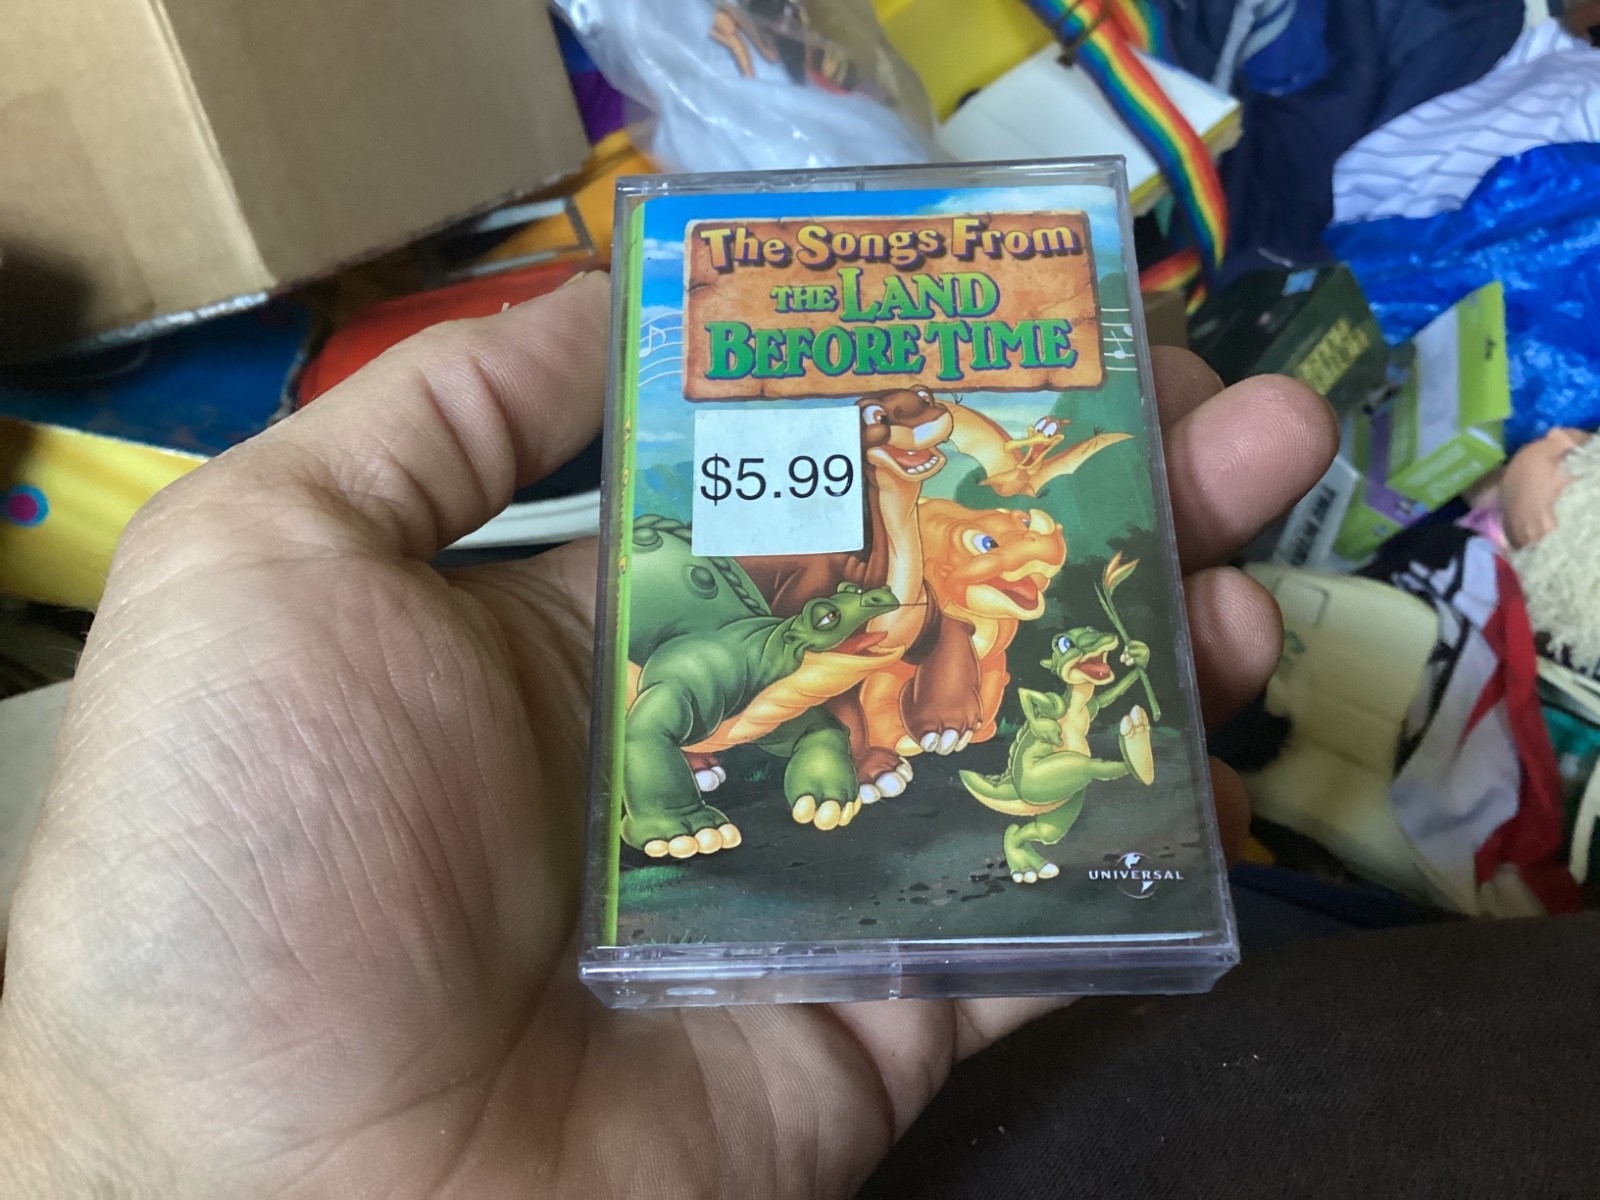 The Songs From
THE LAND
BEFORE TIME
$5.99
UNIVERSAL